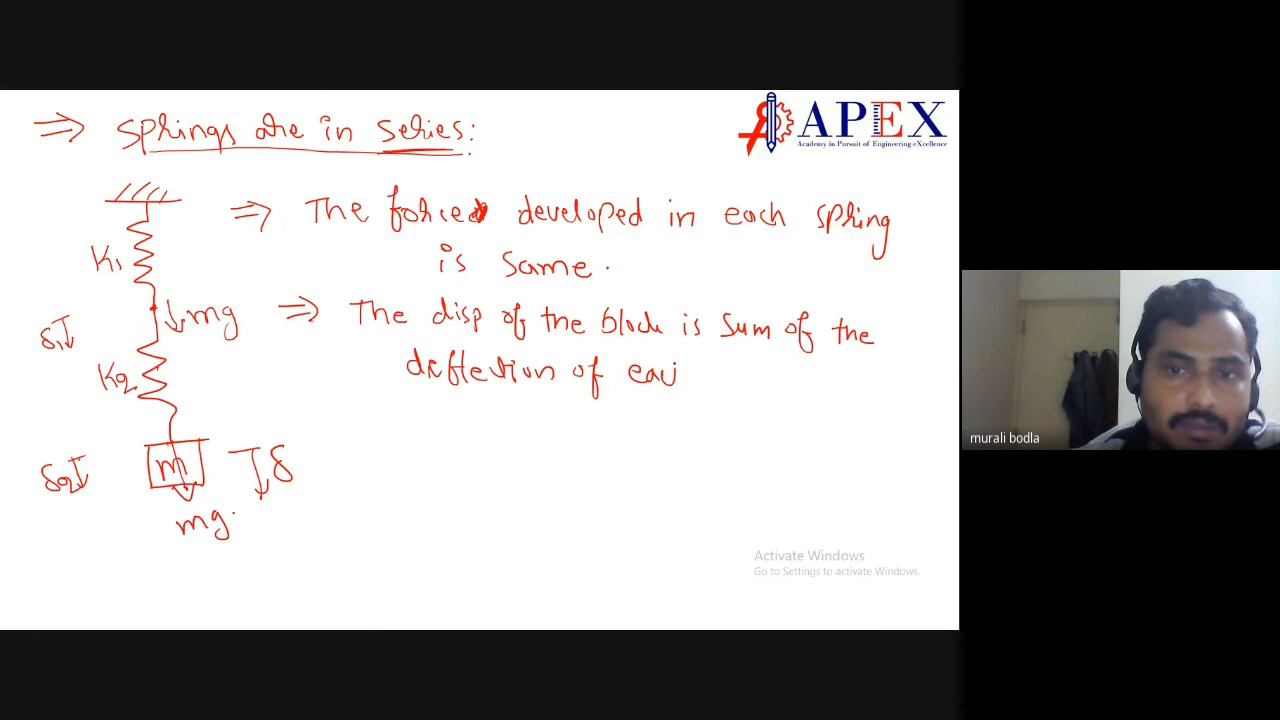 ⇒ springs are in series:
APEX
Academy in Pursuit of Engineering eXcellence
⇒ The force developed in each spring
is same.
K1
mg
⇒ The disp of the block is sum of the
δ1
deflection of eac
K2
m
δ
δ2
mg.
murali bodla
Activate Windows
Go to Settings to activate Windows.